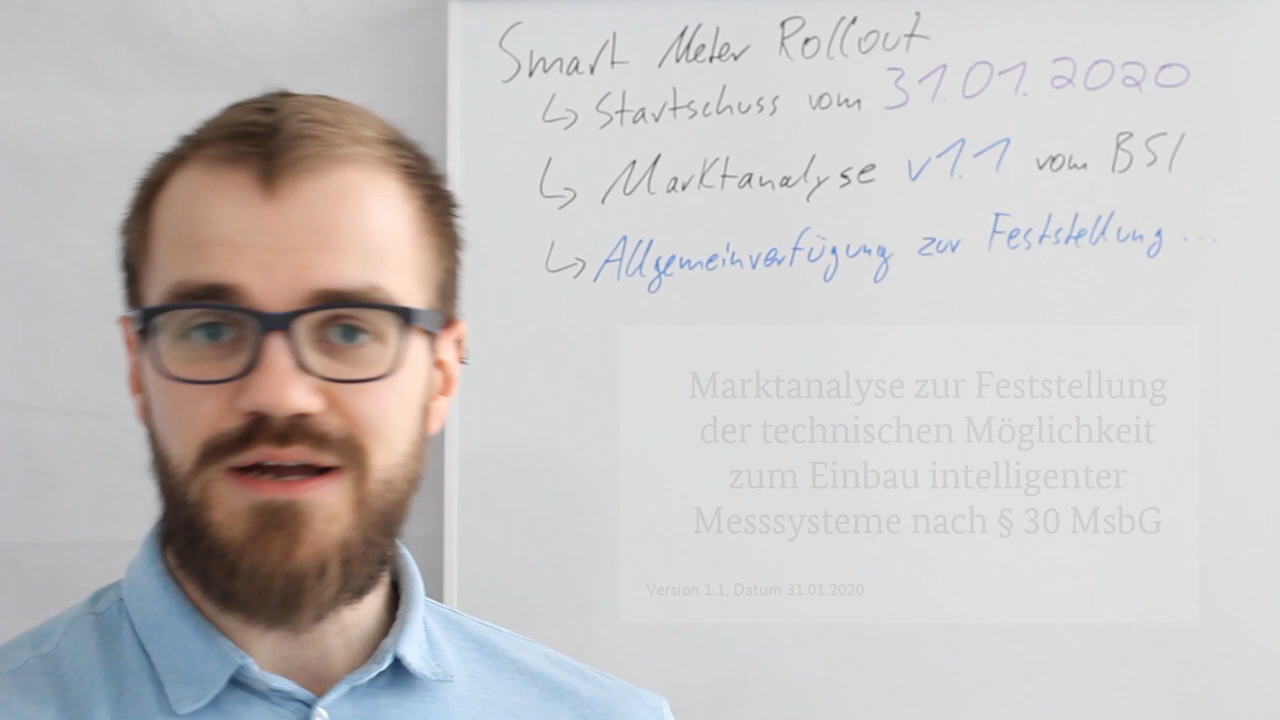 Smart Meter Rollout
↳ Startschuss vom 31.01.2020
↳ Marktanalyse v1.1 vom BSI
↳ Allgemeinverfügung zur Feststellung ...
Marktanalyse zur Feststellung
der technischen Möglichkeit
zum Einbau intelligenter
Messsysteme nach § 30 MsbG
Version 1.1, Datum 31.01.2020